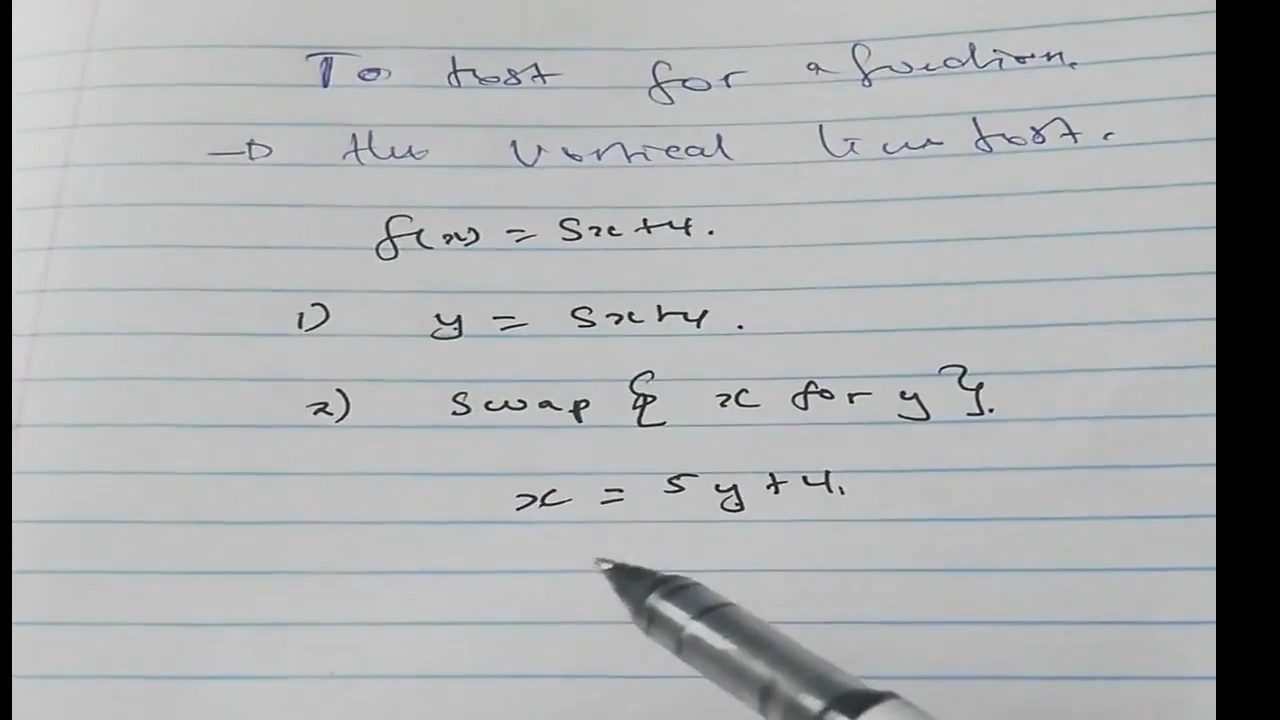 To test for a function.
→ the vertical line test.
f(x) = 5x+4.
1) y = 5x+4.
2) swap { x for y }.
x = 5y+4.